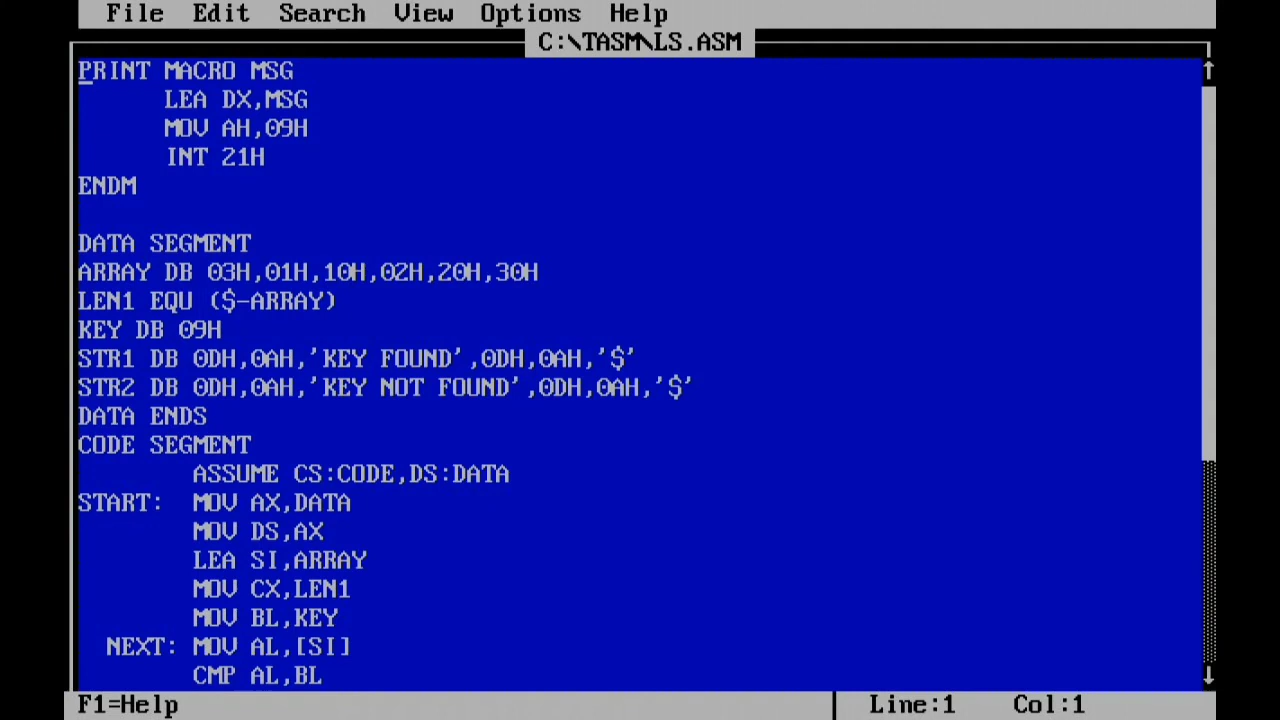 File Edit Search View Options Help
C:\TASM\LS.ASM
PRINT MACRO MSG
LEA DX,MSG
MOV AH,09H
INT 21H
ENDM
DATA SEGMENT
ARRAY DB 03H,01H,10H,02H,20H,30H
LEN1 EQU ($-ARRAY)
KEY DB 09H
STR1 DB 0DH,0AH,'KEY FOUND',0DH,0AH,'$'
STR2 DB 0DH,0AH,'KEY NOT FOUND',0DH,0AH,'$'
DATA ENDS
CODE SEGMENT
ASSUME CS:CODE,DS:DATA
START: MOV AX,DATA
MOV DS,AX
LEA SI,ARRAY
MOV CX,LEN1
MOV BL,KEY
NEXT: MOV AL,[SI]
CMP AL,BL
F1=Help Line:1 Col:1